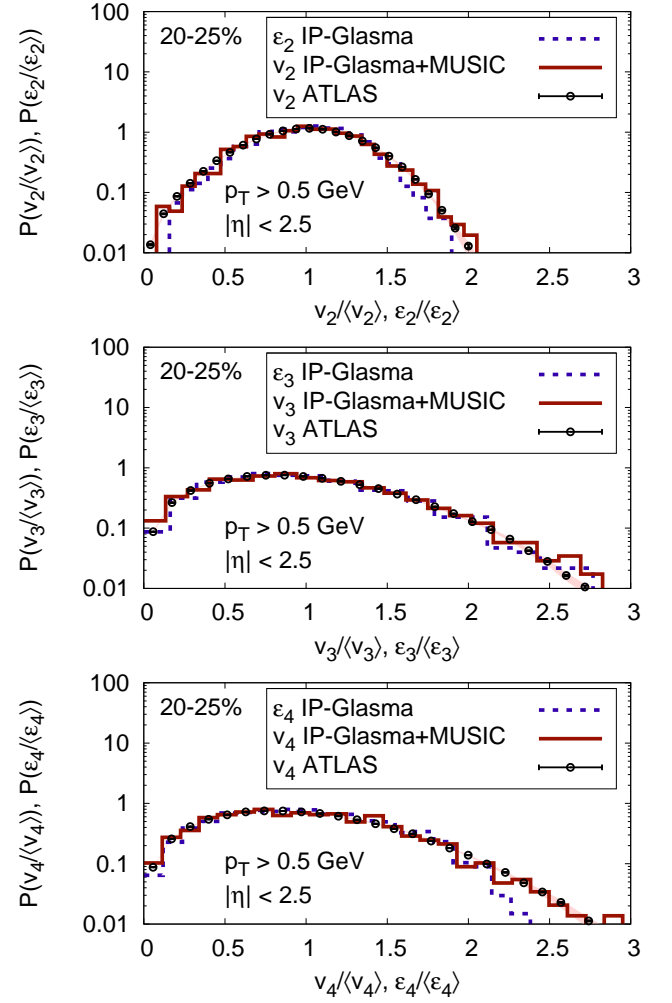 P(v2/⟨v2⟩), P(ε2/⟨ε2⟩)
100
10
1
0.1
0.01
20-25%
ε2 IP-Glasma
v2 IP-Glasma+MUSIC
v2 ATLAS
pT > 0.5 GeV
|η| < 2.5
0 0.5 1 1.5 2 2.5 3
v2/⟨v2⟩, ε2/⟨ε2⟩
P(v3/⟨v3⟩), P(ε3/⟨ε3⟩)
100
10
1
0.1
0.01
20-25%
ε3 IP-Glasma
v3 IP-Glasma+MUSIC
v3 ATLAS
pT > 0.5 GeV
|η| < 2.5
0 0.5 1 1.5 2 2.5 3
v3/⟨v3⟩, ε3/⟨ε3⟩
P(v4/⟨v4⟩), P(ε4/⟨ε4⟩)
100
10
1
0.1
0.01
20-25%
ε4 IP-Glasma
v4 IP-Glasma+MUSIC
v4 ATLAS
pT > 0.5 GeV
|η| < 2.5
0 0.5 1 1.5 2 2.5 3
v4/⟨v4⟩, ε4/⟨ε4⟩